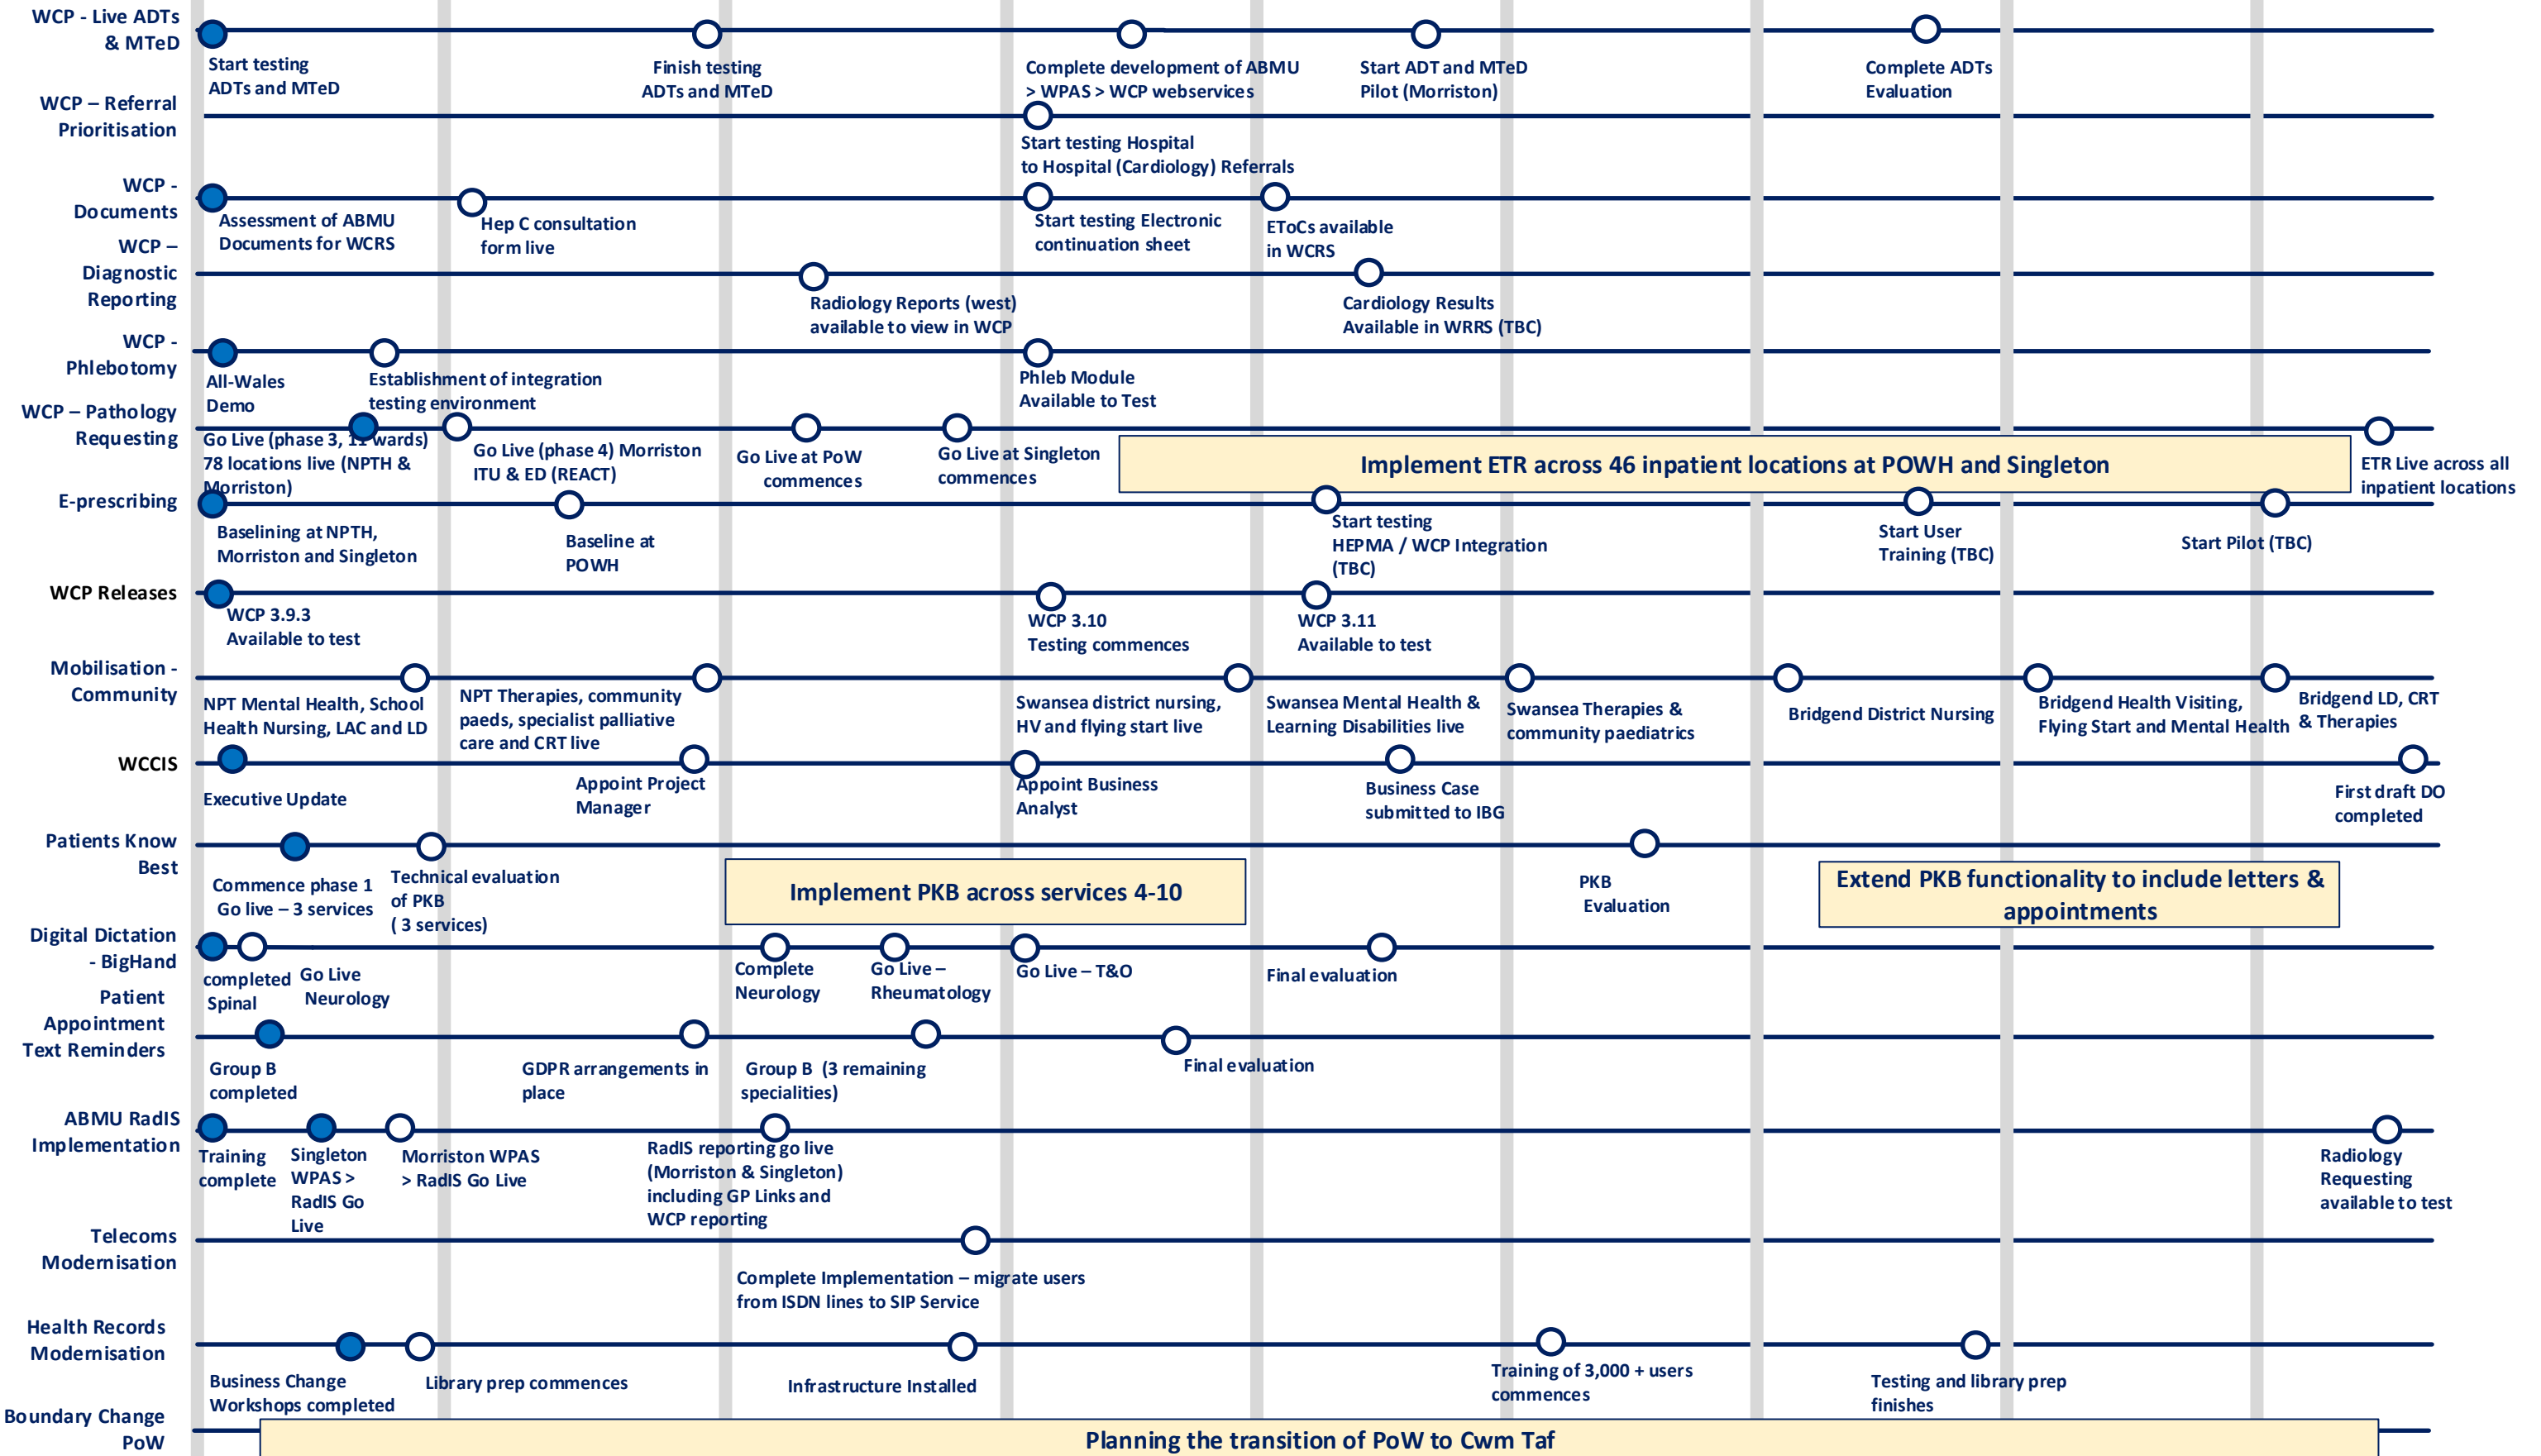 WCP - Live ADTs
& MTeD
Start testing
ADTs and MTeD
Finish testing
ADTs and MTeD
Complete development of ABMU
> WPAS > WCP webservices
Start ADT and MTeD
Pilot (Morriston)
Complete ADTs
Evaluation
WCP – Referral
Prioritisation
Start testing Hospital
to Hospital (Cardiology) Referrals
WCP -
Documents
Assessment of ABMU
Documents for WCRS
Hep C consultation
form live
Start testing Electronic
continuation sheet
EToCs available
in WCRS
WCP –
Diagnostic
Reporting
Radiology Reports (west)
available to view in WCP
Cardiology Results
Available in WRRS (TBC)
WCP -
Phlebotomy
All-Wales
Demo
Establishment of integration
testing environment
Phleb Module
Available to Test
WCP – Pathology
Requesting
Go Live (phase 3, 11 wards)
78 locations live (NPTH &
Morriston)
Go Live (phase 4) Morriston
ITU & ED (REACT)
Go Live at PoW
commences
Go Live at Singleton
commences
Implement ETR across 46 inpatient locations at POWH and Singleton
ETR Live across all
inpatient locations
E-prescribing
Baselining at NPTH,
Morriston and Singleton
Baseline at
POWH
Start testing
HEPMA / WCP Integration
(TBC)
Start User
Training (TBC)
Start Pilot (TBC)
WCP Releases
WCP 3.9.3
Available to test
WCP 3.10
Testing commences
WCP 3.11
Available to test
Mobilisation -
Community
NPT Mental Health, School
Health Nursing, LAC and LD
NPT Therapies, community
paeds, specialist palliative
care and CRT live
Swansea district nursing,
HV and flying start live
Swansea Mental Health &
Learning Disabilities live
Swansea Therapies &
community paediatrics
Bridgend District Nursing
Bridgend Health Visiting,
Flying Start and Mental Health
Bridgend LD, CRT
& Therapies
WCCIS
Executive Update
Appoint Project
Manager
Appoint Business
Analyst
Business Case
submitted to IBG
First draft DO
completed
Patients Know
Best
Commence phase 1
Go live – 3 services
Technical evaluation
of PKB
( 3 services)
Implement PKB across services 4-10
PKB
Evaluation
Extend PKB functionality to include letters &
appointments
Digital Dictation
- BigHand
completed
Spinal
Go Live
Neurology
Complete
Neurology
Go Live –
Rheumatology
Go Live – T&O
Final evaluation
Patient
Appointment
Text Reminders
Group B
completed
GDPR arrangements in
place
Group B (3 remaining
specialities)
Final evaluation
ABMU RadIS
Implementation
Training
complete
Singleton
WPAS >
RadIS Go
Live
Morriston WPAS
> RadIS Go Live
RadIS reporting go live
(Morriston & Singleton)
including GP Links and
WCP reporting
Radiology
Requesting
available to test
Telecoms
Modernisation
Complete Implementation – migrate users
from ISDN lines to SIP Service
Health Records
Modernisation
Business Change
Workshops completed
Library prep commences
Infrastructure Installed
Training of 3,000 + users
commences
Testing and library prep
finishes
Boundary Change
PoW
Planning the transition of PoW to Cwm Taf